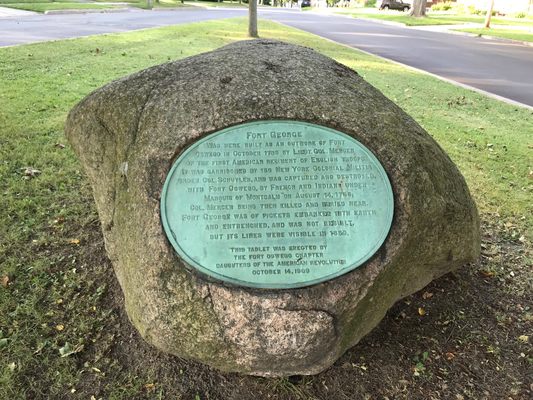 FORT GEORGE
WAS HERE BUILT AS AN OUTWORK OF FORT
OSWEGO IN OCTOBER 1755 BY LIEUT. COL. MERCER
OF THE FIRST AMERICAN REGIMENT OF ENGLISH TROOPS.
IT WAS GARRISONED BY 150 NEW YORK COLONIAL MILITIA
UNDER COL. SCHUYLER, AND WAS CAPTURED AND DESTROYED,
WITH FORT OSWEGO, BY FRENCH AND INDIANS UNDER
MARQUIS OF MONTCALM ON AUGUST 14, 1756,
COL. MERCER BEING THEN KILLED AND BURIED NEAR.
FORT GEORGE WAS OF PICKETS EMBANKED WITH EARTH
AND ENTRENCHED, AND WAS NOT REBUILT,
BUT ITS LINES WERE VISIBLE IN 1850.
THIS TABLET WAS ERECTED BY
THE FORT OSWEGO CHAPTER
DAUGHTERS OF THE AMERICAN REVOLUTION
OCTOBER 14, 1909